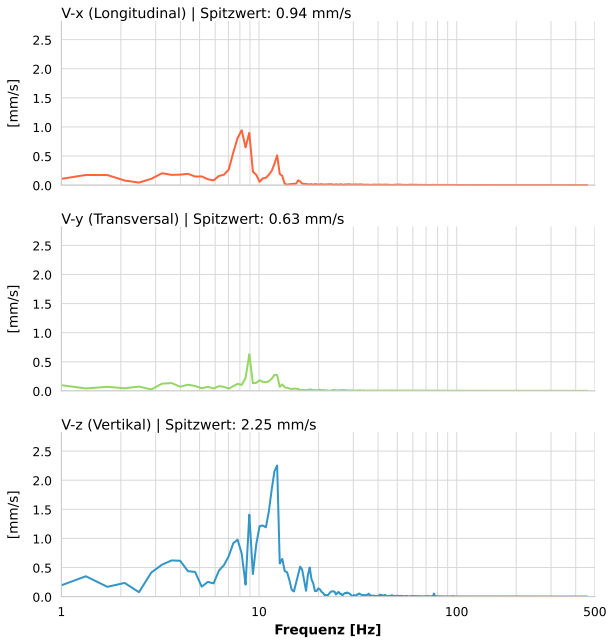 V-x (Longitudinal) | Spitzwert: 0.94 mm/s
2.5
2.0
[mm/s]
1.5
1.0
0.5
0.0
V-y (Transversal) | Spitzwert: 0.63 mm/s
2.5
2.0
[mm/s]
1.5
1.0
0.5
0.0
V-z (Vertikal) | Spitzwert: 2.25 mm/s
2.5
2.0
[mm/s]
1.5
1.0
0.5
0.0
1 10 100 500
Frequenz [Hz]